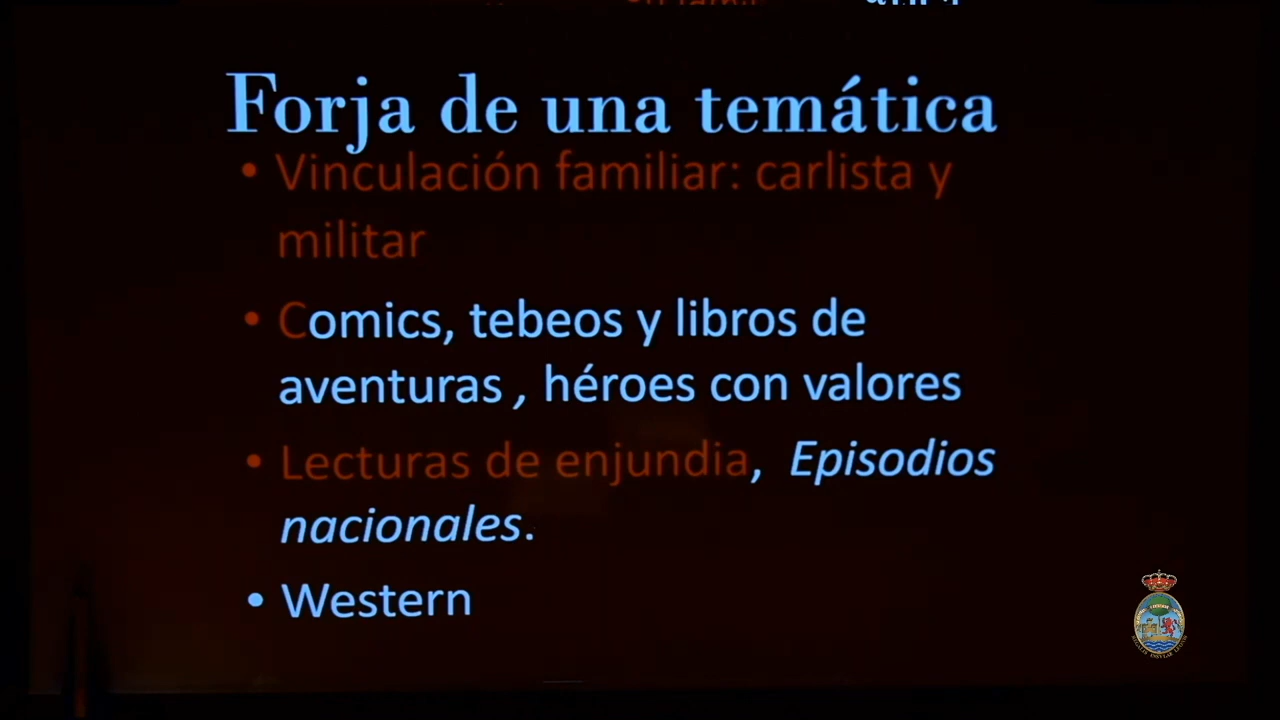 Forja de una temática
• Vinculación familiar: carlista y
militar
• Comics, tebeos y libros de
aventuras , héroes con valores
• Lecturas de enjundia, Episodios
nacionales.
• Western